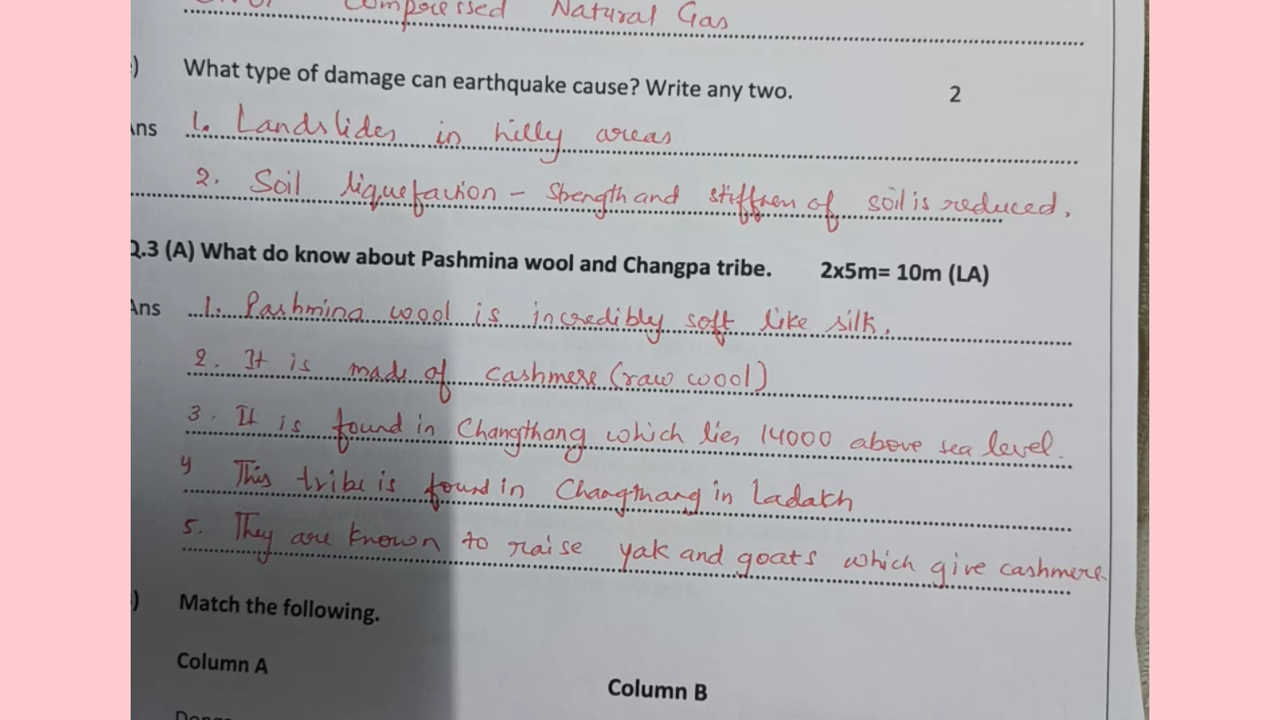 Compressed Natural Gas
) What type of damage can earthquake cause? Write any two. 2
Ans 1. Landslides in hilly areas
2. Soil liquefaction - Strength and stiffness of soil is reduced.
Q.3 (A) What do know about Pashmina wool and Changpa tribe. 2x5m= 10m (LA)
Ans 1. Pashmina wool is incredibly soft like silk.
2. It is made of cashmere (raw wool)
3. It is found in Changthang which lies 14000 above sea level.
4 This tribe is found in Changthang in Ladakh
5. They are known to raise yak and goats which give cashmere
) Match the following.
Column A
Column B